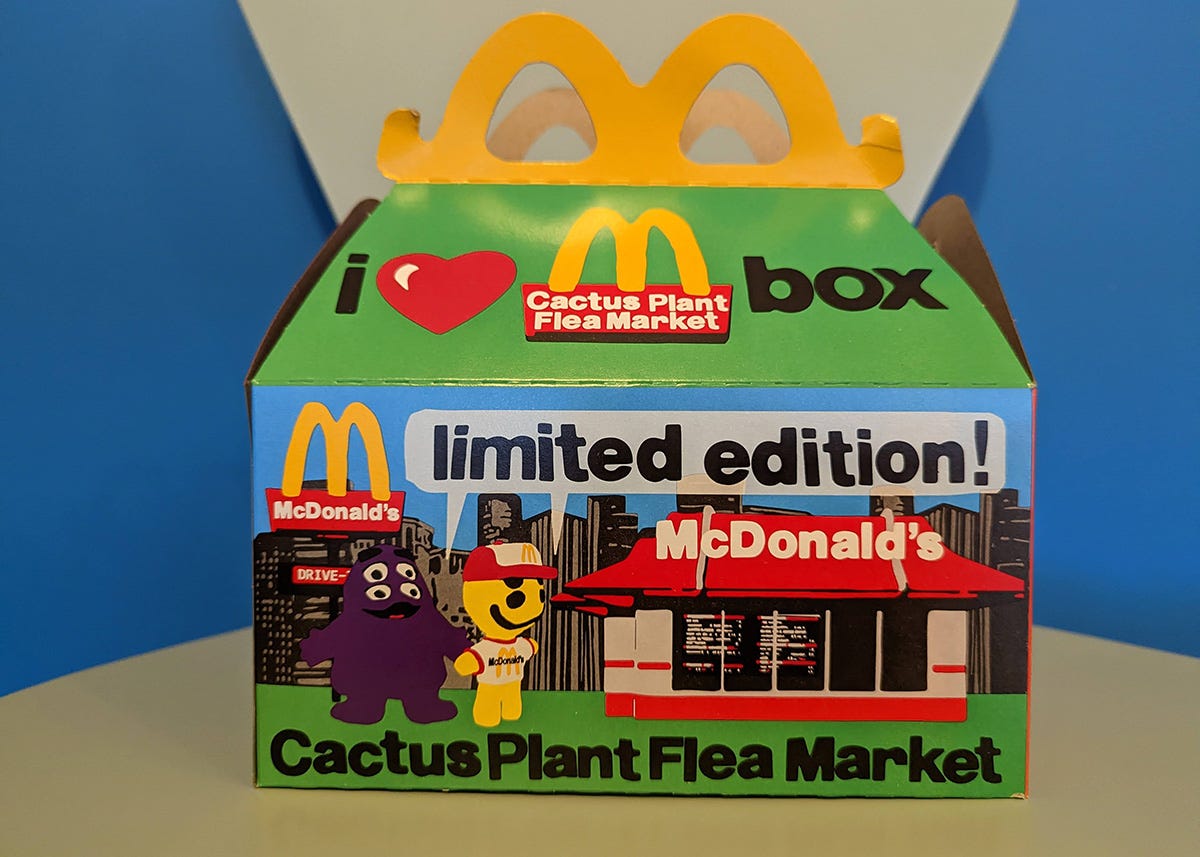 i ❤ M box
Cactus Plant
Flea Market
limited edition!
McDonald's
DRIVE-
McDonald's
McDonald's
Cactus Plant Flea Market